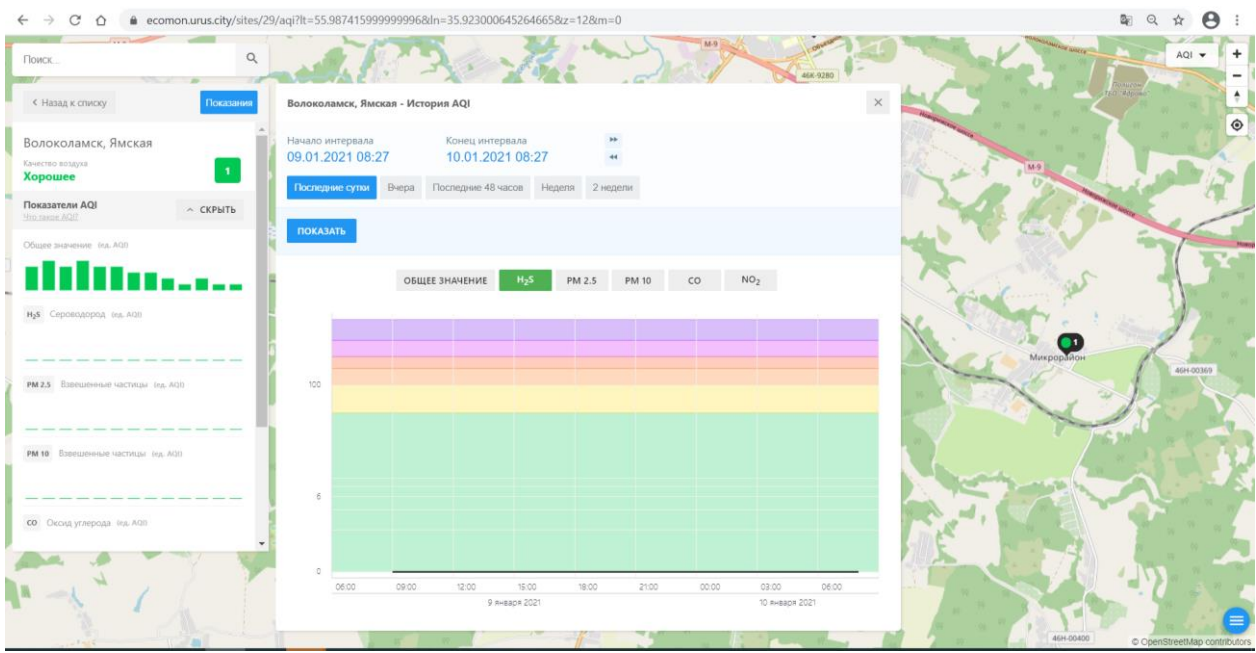 ecomon.urus.city/sites/29/aqi?lt=55.987415999999996&ln=35.923000645264665&z=12&m=0
Поиск...
Назад к списку
Показания
Волоколамск, Ямская
Качество воздуха
Хорошее
1
Показатели AQI
Что такое AQI?
СКРЫТЬ
Общее значение (ед. AQI)
H₂S Сероводород (ед. AQI)
PM 2.5 Взвешенные частицы (ед. AQI)
PM 10 Взвешенные частицы (ед. AQI)
CO Оксид углерода (ед. AQI)
Волоколамск, Ямская - История AQI
Начало интервала
Конец интервала
09.01.2021 08:27
10.01.2021 08:27
Последние сутки
Вчера
Последние 48 часов
Неделя
2 недели
ПОКАЗАТЬ
ОБЩЕЕ ЗНАЧЕНИЕ
H₂S
PM 2.5
PM 10
CO
NO₂
100
6
0
06:00 09:00 12:00 15:00 18:00 21:00 00:00 03:00 06:00
9 января 2021
10 января 2021
M-9
46K-9280
AQI
Новорижское шоссе
M-9
Новорижское шоссе
1
Микрорайон
46H-00369
46H-00400
© OpenStreetMap contributors